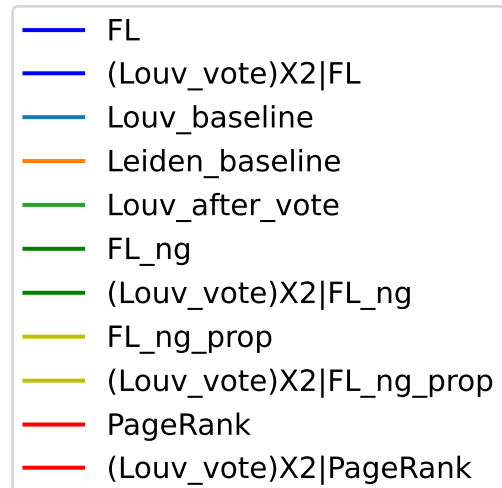 FL
(Louv_vote)X2|FL
Louv_baseline
Leiden_baseline
Louv_after_vote
FL_ng
(Louv_vote)X2|FL_ng
FL_ng_prop
(Louv_vote)X2|FL_ng_prop
PageRank
(Louv_vote)X2|PageRank